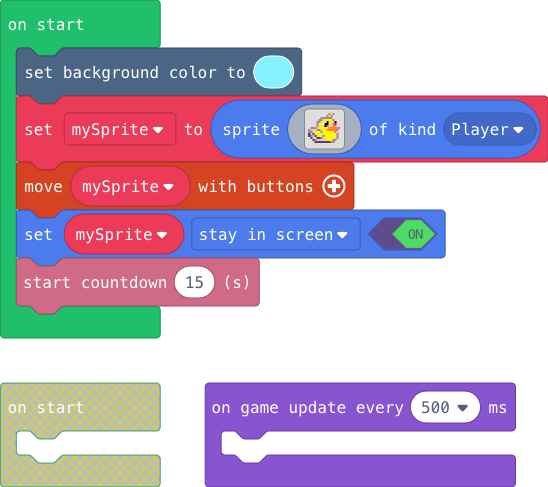 on start
set background color to
set mySprite to sprite of kind Player
move mySprite with buttons
set mySprite stay in screen ON
start countdown 15 (s)
on start
on game update every 500 ms